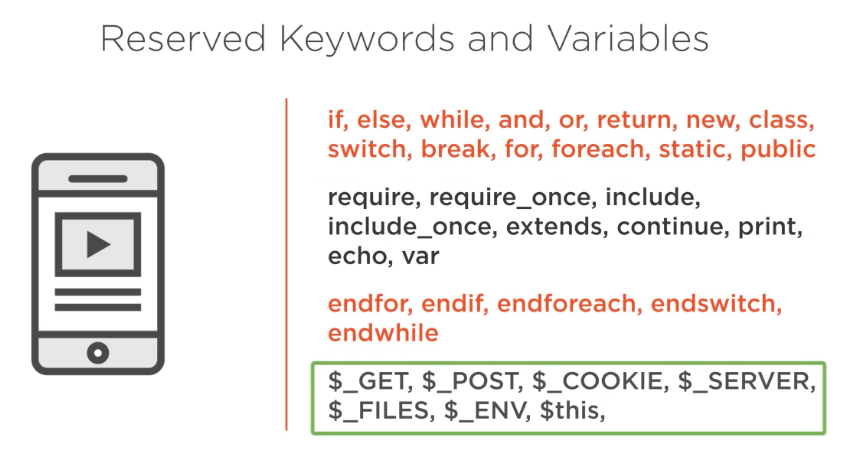 Reserved Keywords and Variables
if, else, while, and, or, return, new, class,
switch, break, for, foreach, static, public
require, require_once, include,
include_once, extends, continue, print,
echo, var
endfor, endif, endforeach, endswitch,
endwhile
$_GET, $_POST, $_COOKIE, $_SERVER,
$_FILES, $_ENV, $this,